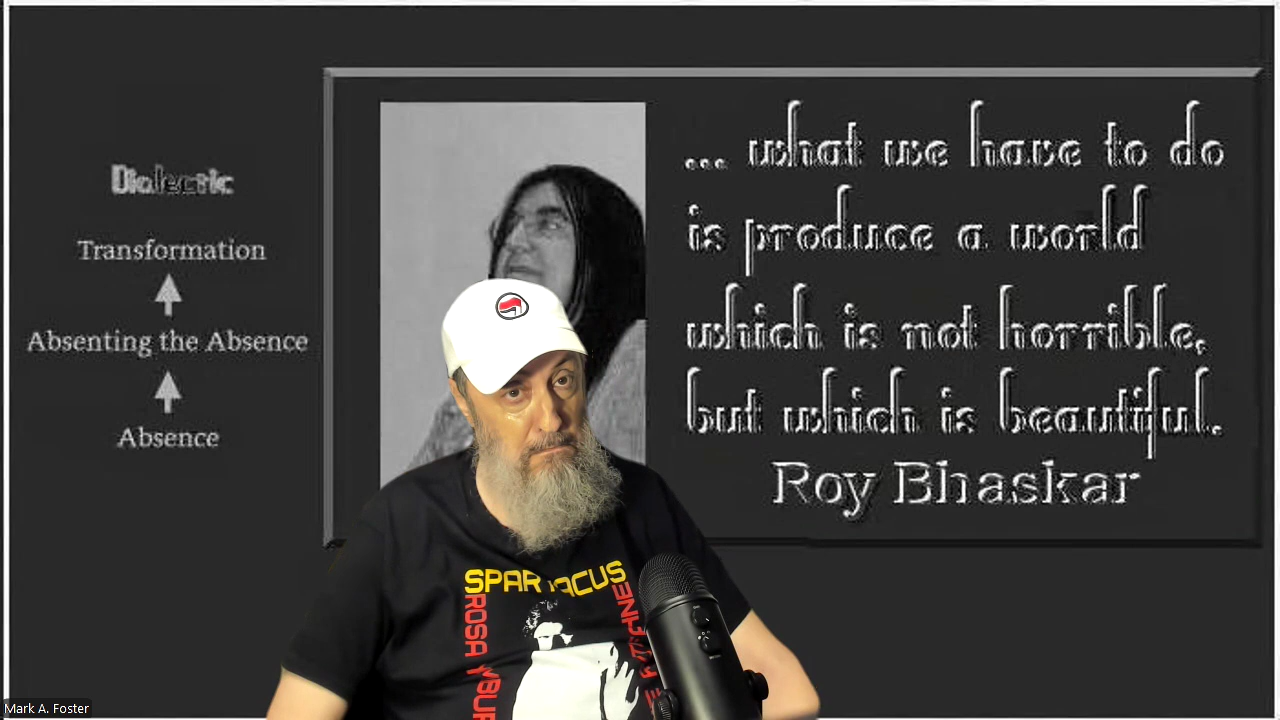 Dialectic
Transformation
Absenting the Absence
Absence
... what we have to do
is produce a world
which is not horrible,
but which is beautiful.
Roy Bhaskar
SPARTACUS
ROSA
Mark A. Foster